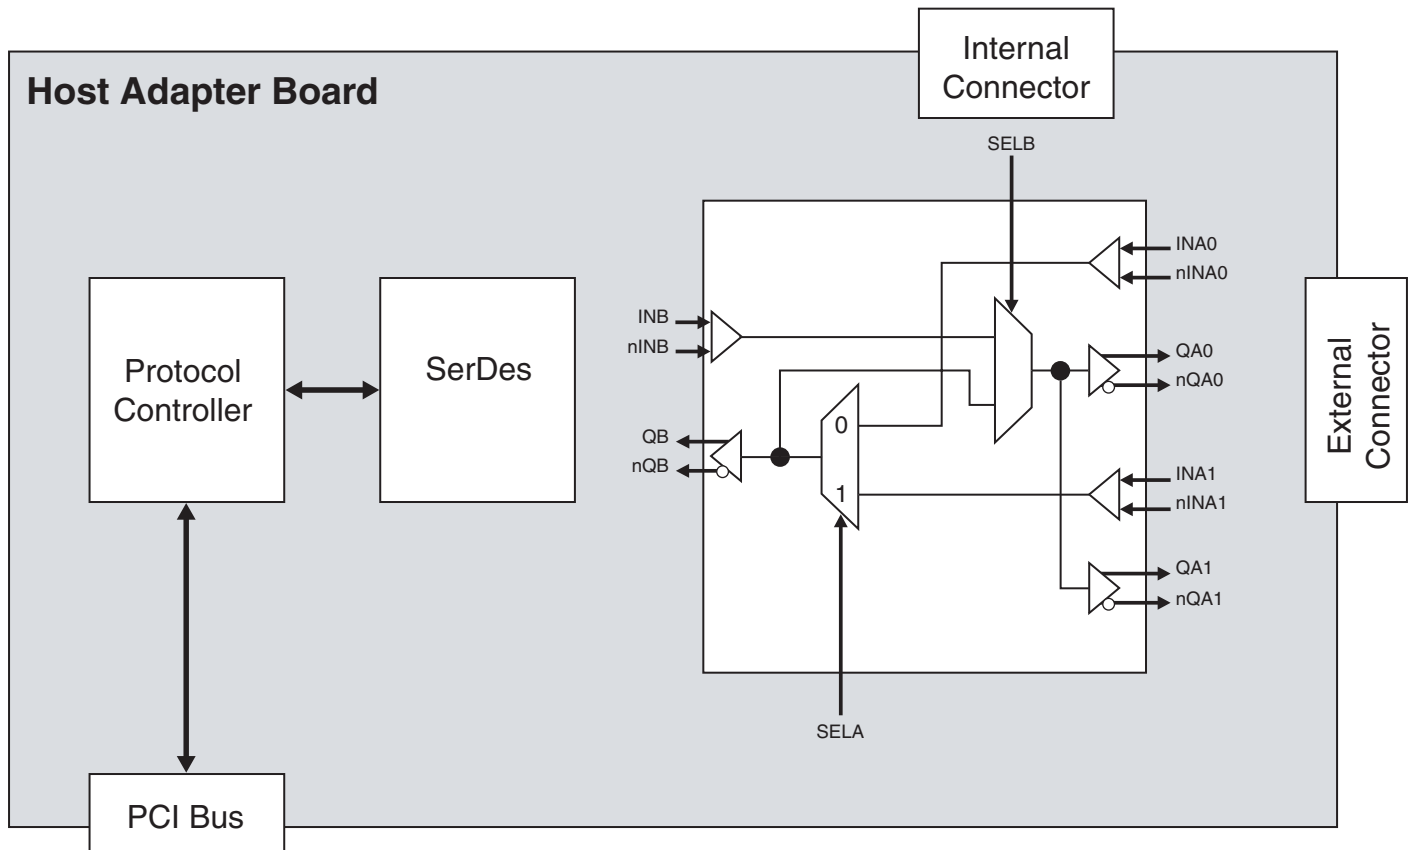 Internal
Connector
Host Adapter Board
SELB
INA0
nINA0
INB
nINB
QA0
nQA0
Protocol
Controller
SerDes
External
Connector
0
QB
nQB
1
INA1
nINA1
QA1
nQA1
SELA
PCI Bus